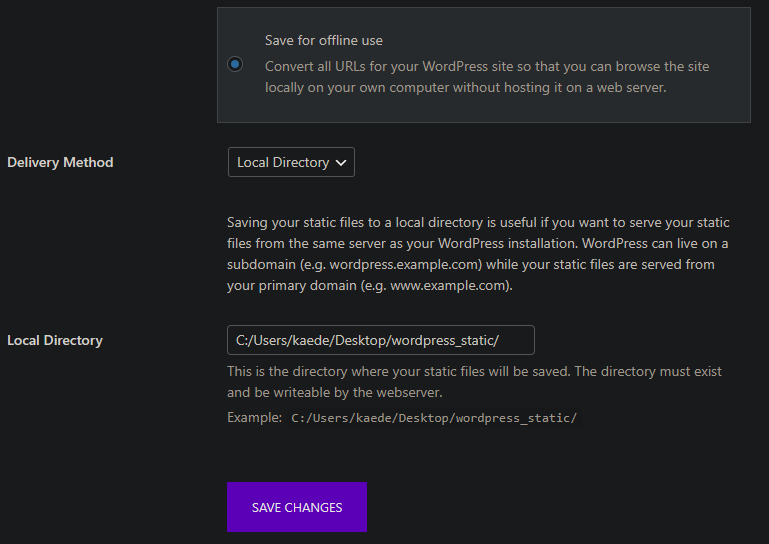 Save for offline use
Convert all URLs for your WordPress site so that you can browse the site
locally on your own computer without hosting it on a web server.
Delivery Method
Local Directory
Saving your static files to a local directory is useful if you want to serve your static
files from the same server as your WordPress installation. WordPress can live on a
subdomain (e.g. wordpress.example.com) while your static files are served from
your primary domain (e.g. www.example.com).
Local Directory
C:/Users/kaede/Desktop/wordpress_static/
This is the directory where your static files will be saved. The directory must exist
and be writeable by the webserver.
Example: C:/Users/kaede/Desktop/wordpress_static/
SAVE CHANGES